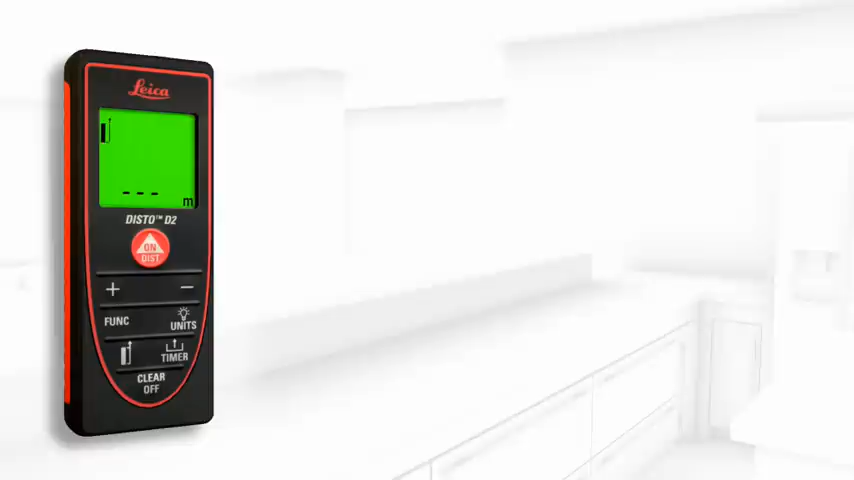 Leica
- - -
m
DISTO™ D2
ON
DIST
+ −
FUNC
UNITS
TIMER
CLEAR
OFF